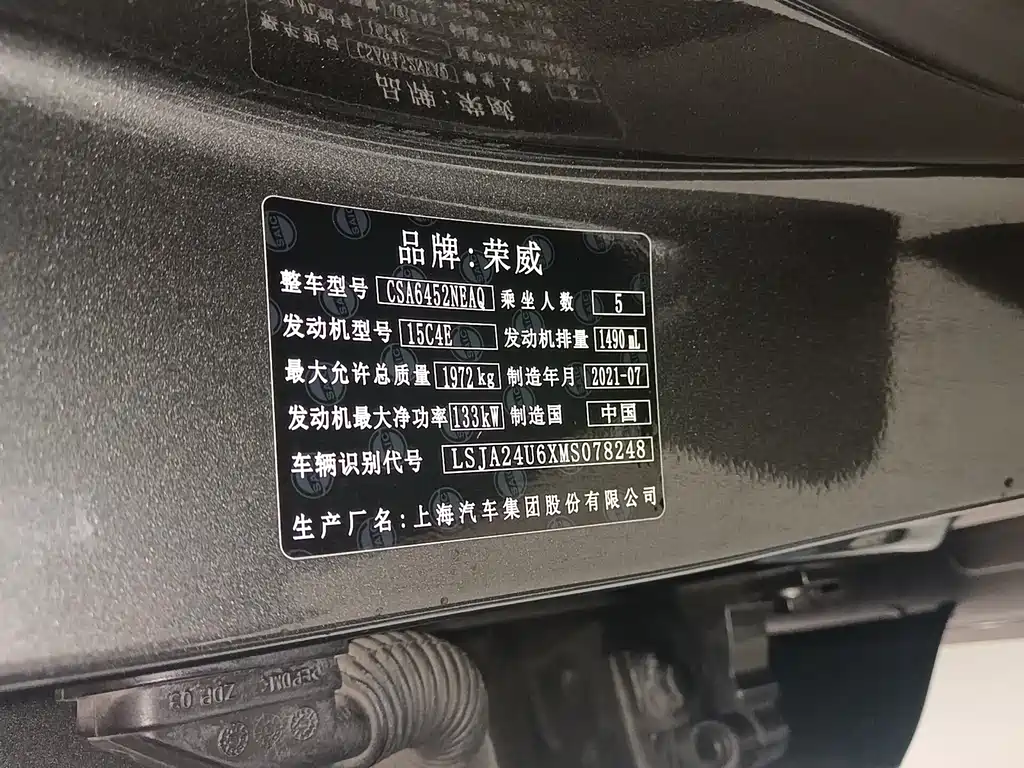 品牌:荣威
整车型号 CSA6452NEAQ 乘坐人数 5
发动机型号 15C4E 发动机排量 1490mL
最大允许总质量 1972kg 制造年月 2021-07
发动机最大净功率 133kW 制造国 中国
车辆识别代号 LSJA24U6XMS078248
生产厂名:上海汽车集团股份有限公司